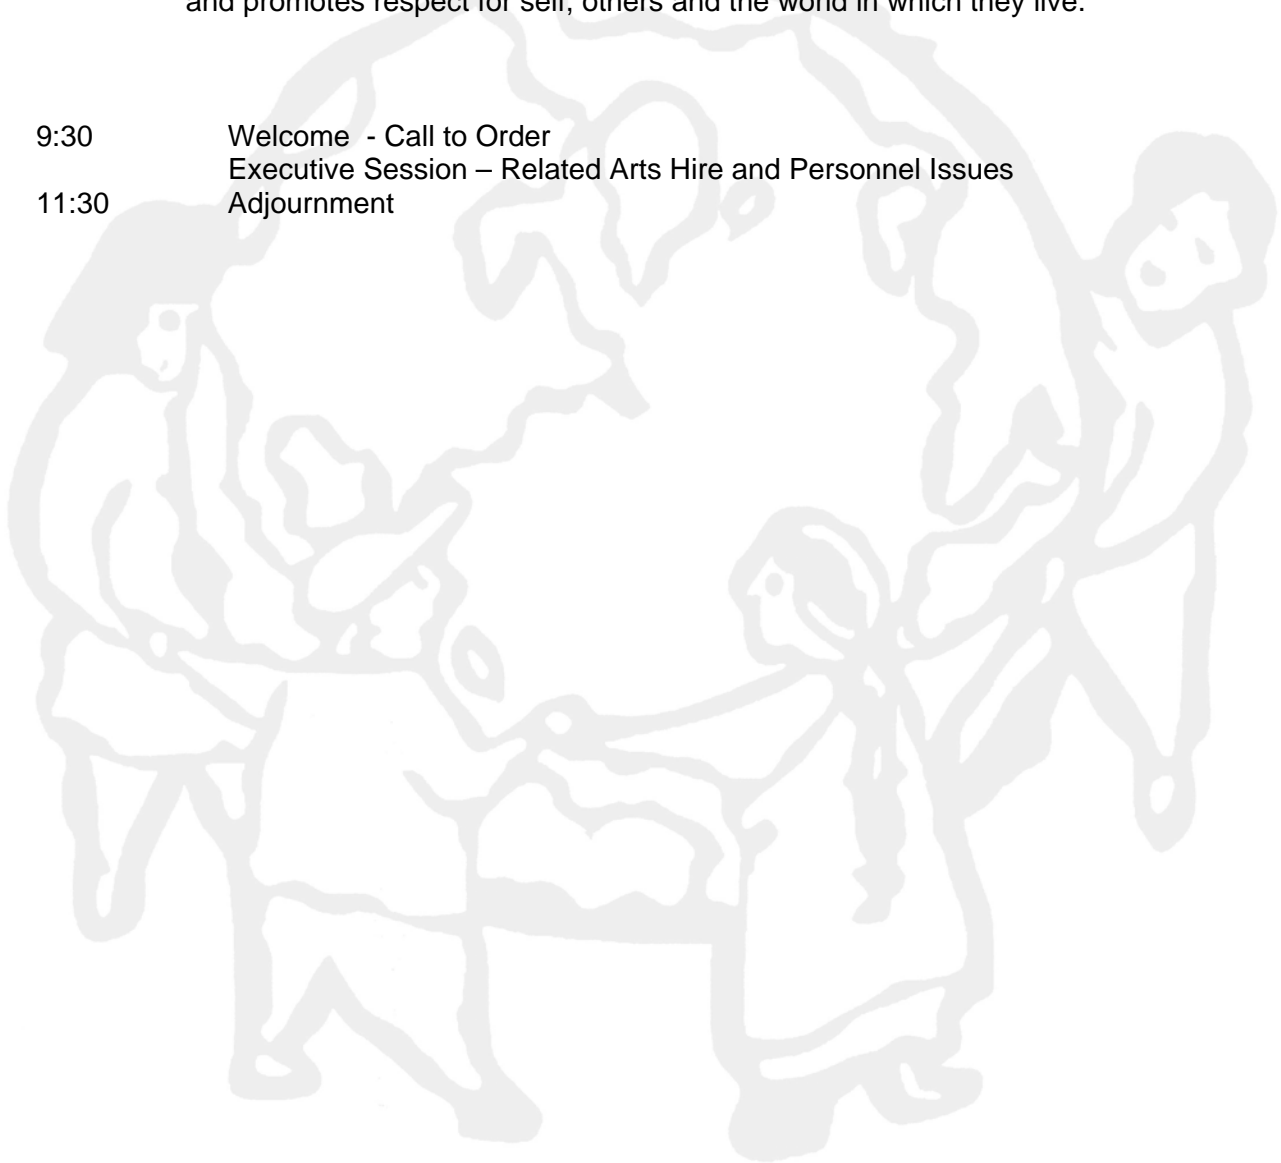 and promotes respect for self, others and the world in which they live.
9:30 Welcome - Call to Order
Executive Session – Related Arts Hire and Personnel Issues
11:30 Adjournment